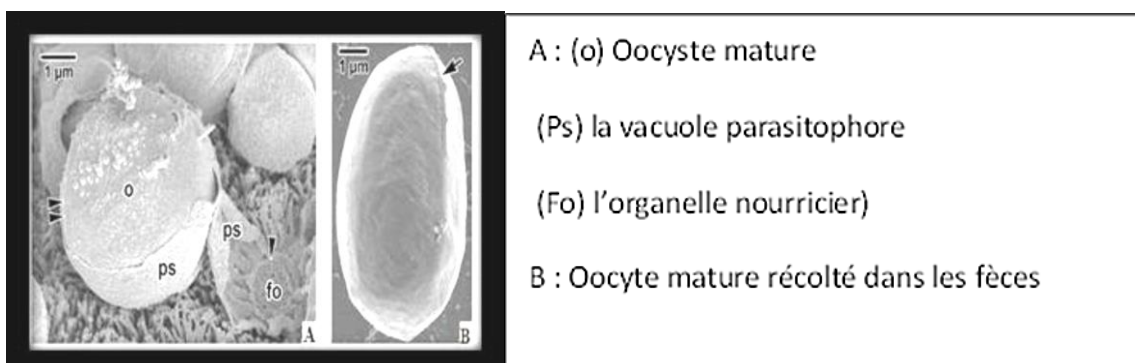 1 µm
1 µm
o
ps
ps
fo
A
B
A : (o) Oocyste mature
(Ps) la vacuole parasitophore
(Fo) l’organelle nourricier)
B : Oocyte mature récolté dans les fèces